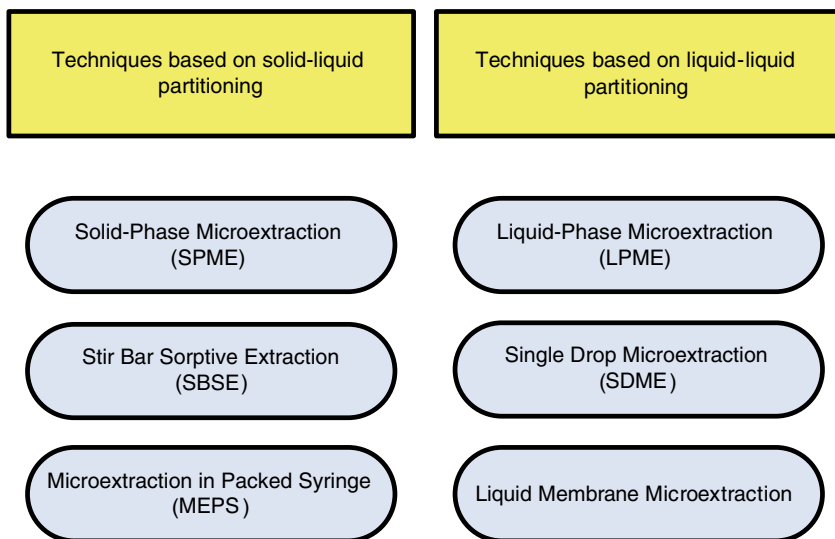 Techniques based on solid-liquid
partitioning
Techniques based on liquid-liquid
partitioning
Solid-Phase Microextraction
(SPME)
Liquid-Phase Microextraction
(LPME)
Stir Bar Sorptive Extraction
(SBSE)
Single Drop Microextraction
(SDME)
Microextraction in Packed Syringe
(MEPS)
Liquid Membrane Microextraction